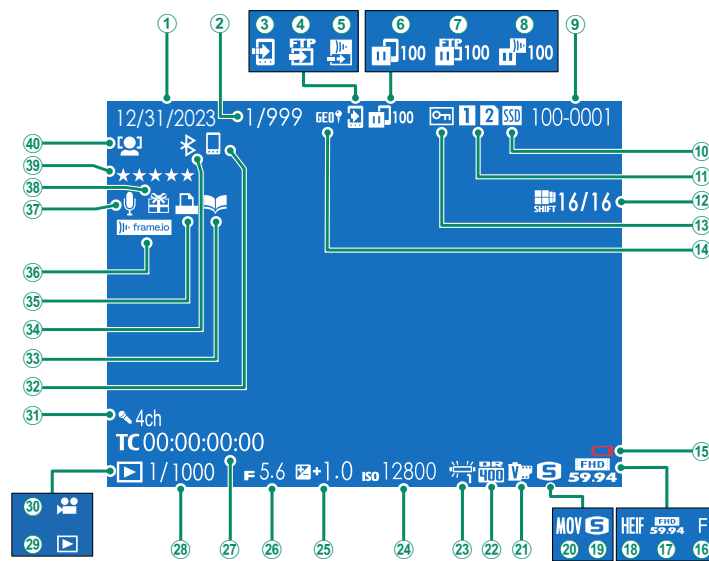 3 4 5 6 7 8
FTP 100 FTP 100 100
1 2 9
12/31/2023 1/999 GEO 100 1 2 SSD 100-0001
40 10
39 11
38 SHIFT 16/16 12
37 13
frame.io 14
36
35
34
33
32
31 4ch
TC 00:00:00:00 15
1/1000 F 5.6 +1.0 ISO 12800 DR 400 V S FHD 59.94
30 MOV S HEIF FHD 59.94 F
29 28 27 26 25 24 23 22 21 20 19 18 17 16